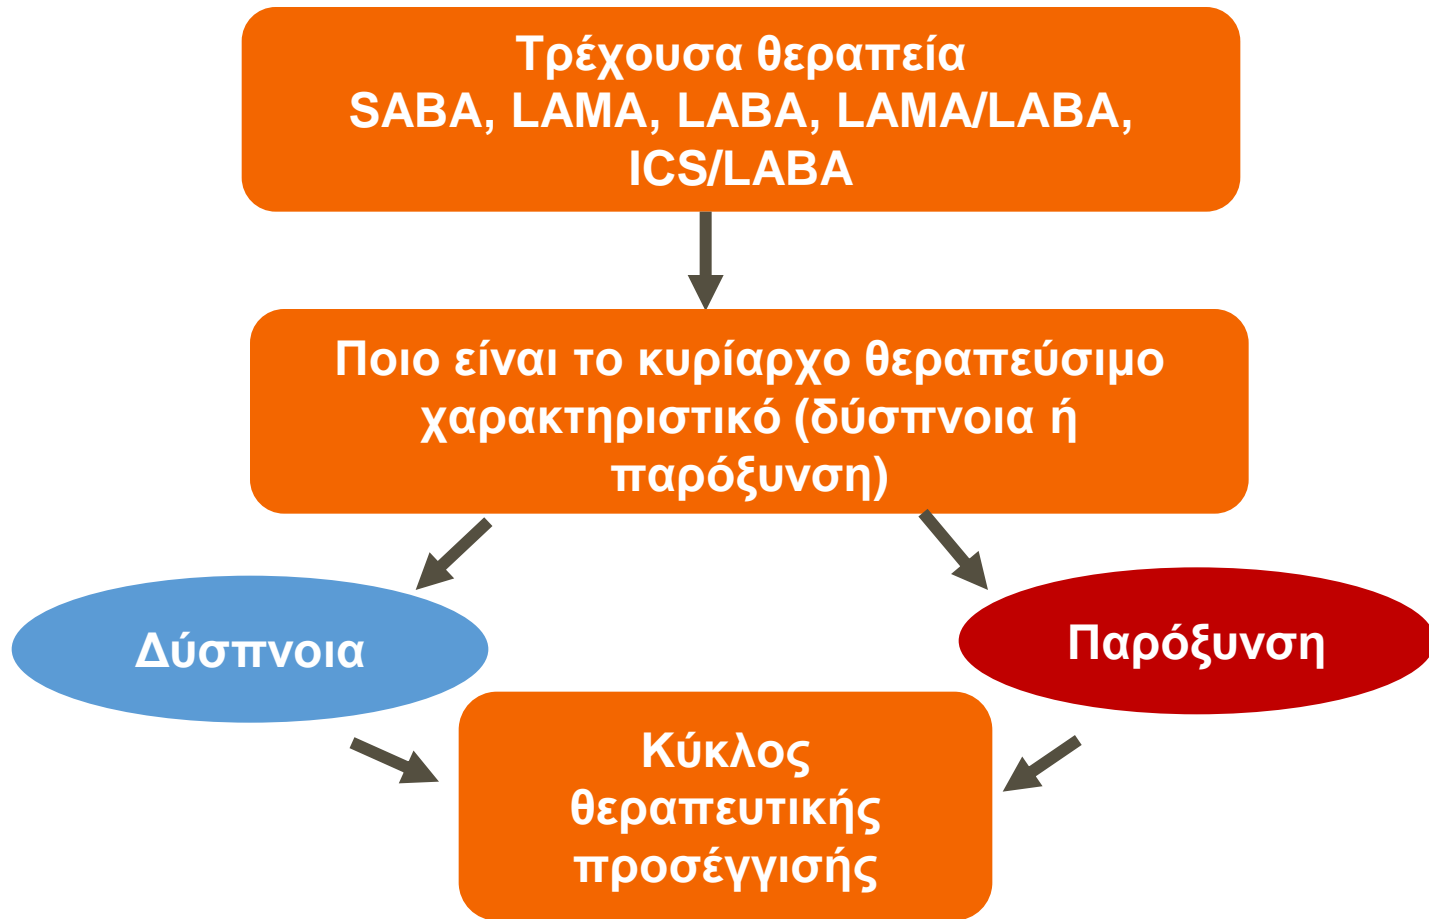 Τρέχουσα θεραπεία
SABA, LAMA, LABA, LAMA/LABA,
ICS/LABA
Ποιο είναι το κυρίαρχο θεραπεύσιμο
χαρακτηριστικό (δύσπνοια ή
παρόξυνση)
Δύσπνοια
Παρόξυνση
Κύκλος
θεραπευτικής
προσέγγισής